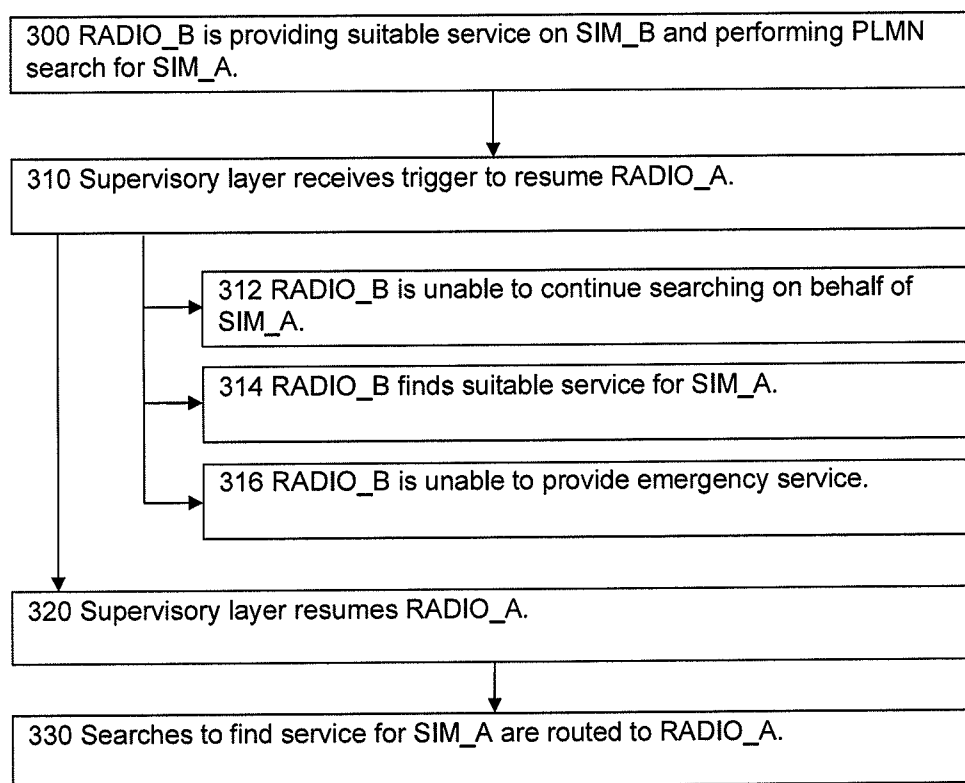 300 RADIO_B is providing suitable service on SIM_B and performing PLMN
search for SIM_A.
310 Supervisory layer receives trigger to resume RADIO_A.
312 RADIO_B is unable to continue searching on behalf of
SIM_A.
314 RADIO_B finds suitable service for SIM_A.
316 RADIO_B is unable to provide emergency service.
320 Supervisory layer resumes RADIO_A.
330 Searches to find service for SIM_A are routed to RADIO_A.